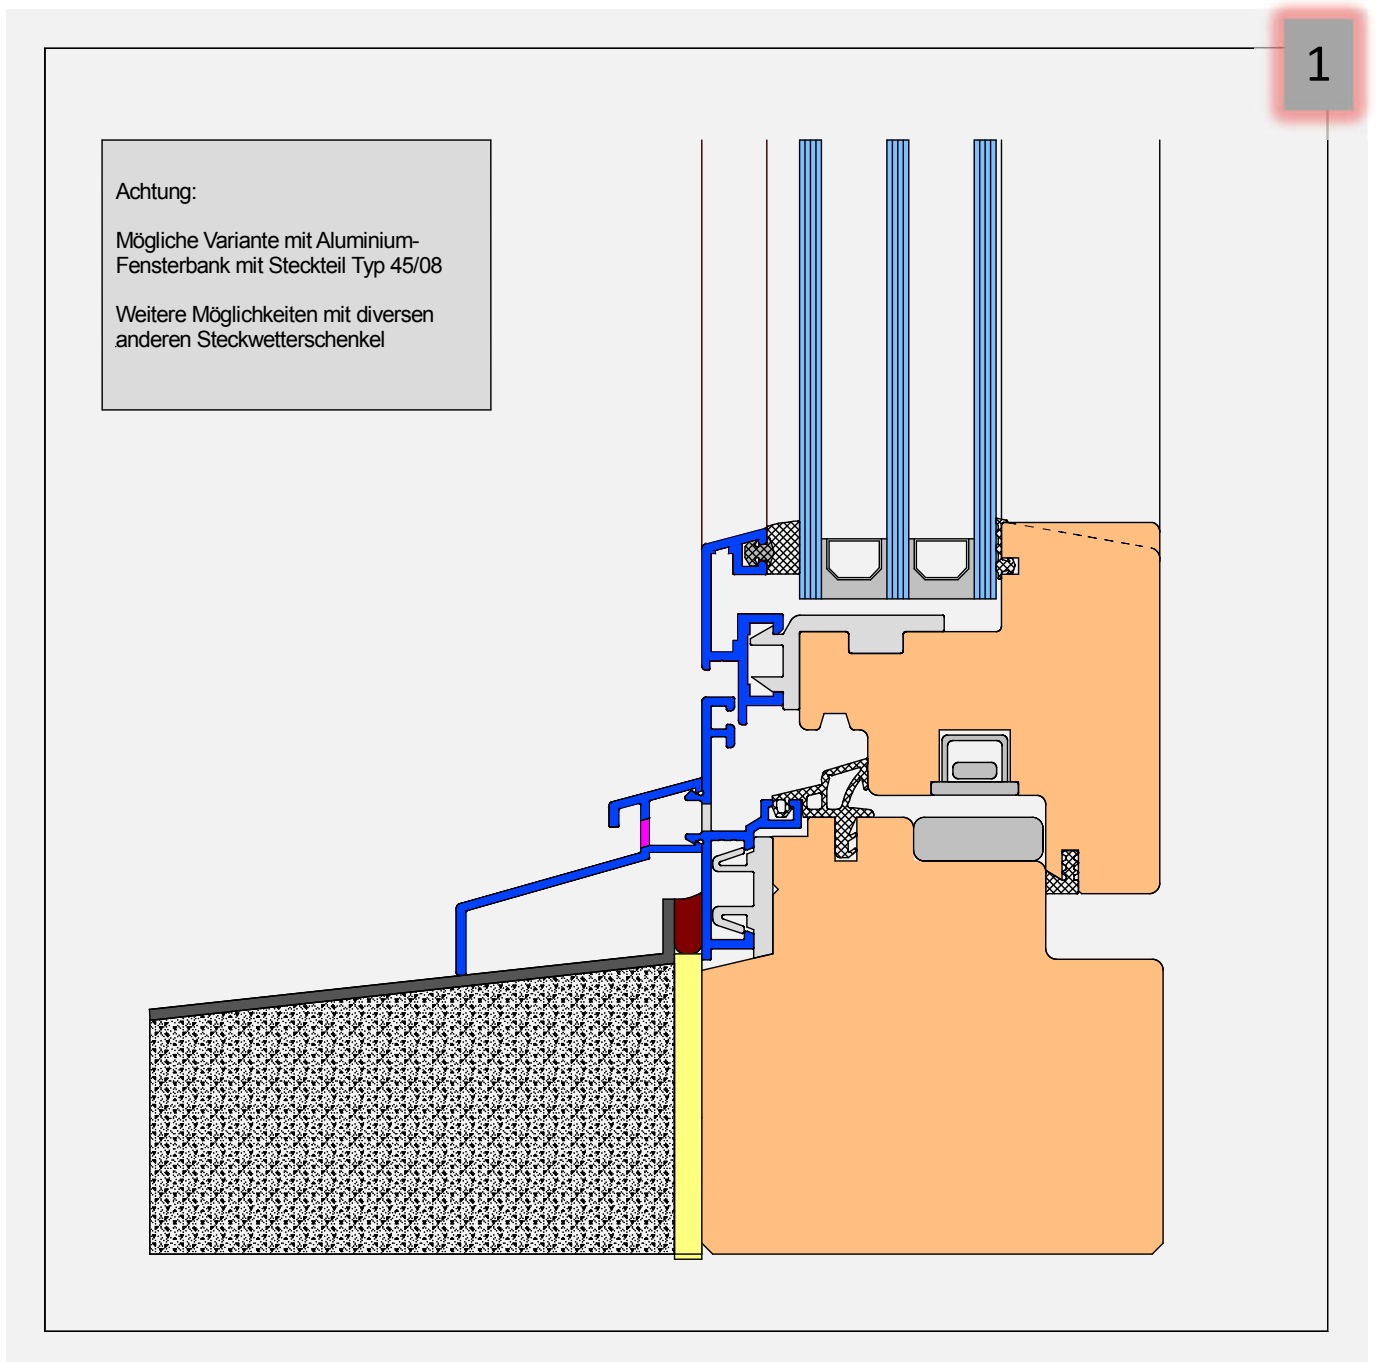 1
Achtung:
Mögliche Variante mit Aluminium-
Fensterbank mit Steckteil Typ 45/08
Weitere Möglichkeiten mit diversen
anderen Steckwetterschenkel